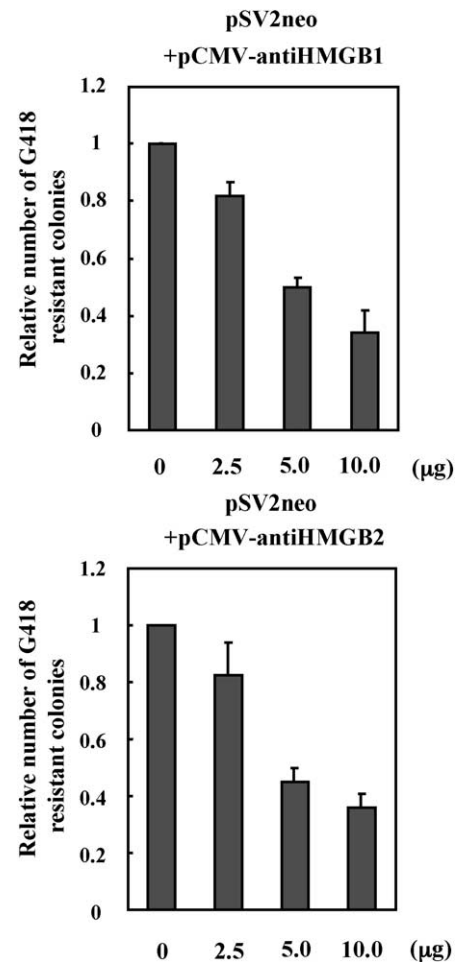 pSV2neo
+pCMV-antiHMGB1
Relative number of G418
resistant colonies
1.2
1
0.8
0.6
0.4
0.2
0
0 2.5 5.0 10.0 (μg)
pSV2neo
+pCMV-antiHMGB2
Relative number of G418
resistant colonies
1.2
1
0.8
0.6
0.4
0.2
0
0 2.5 5.0 10.0 (μg)